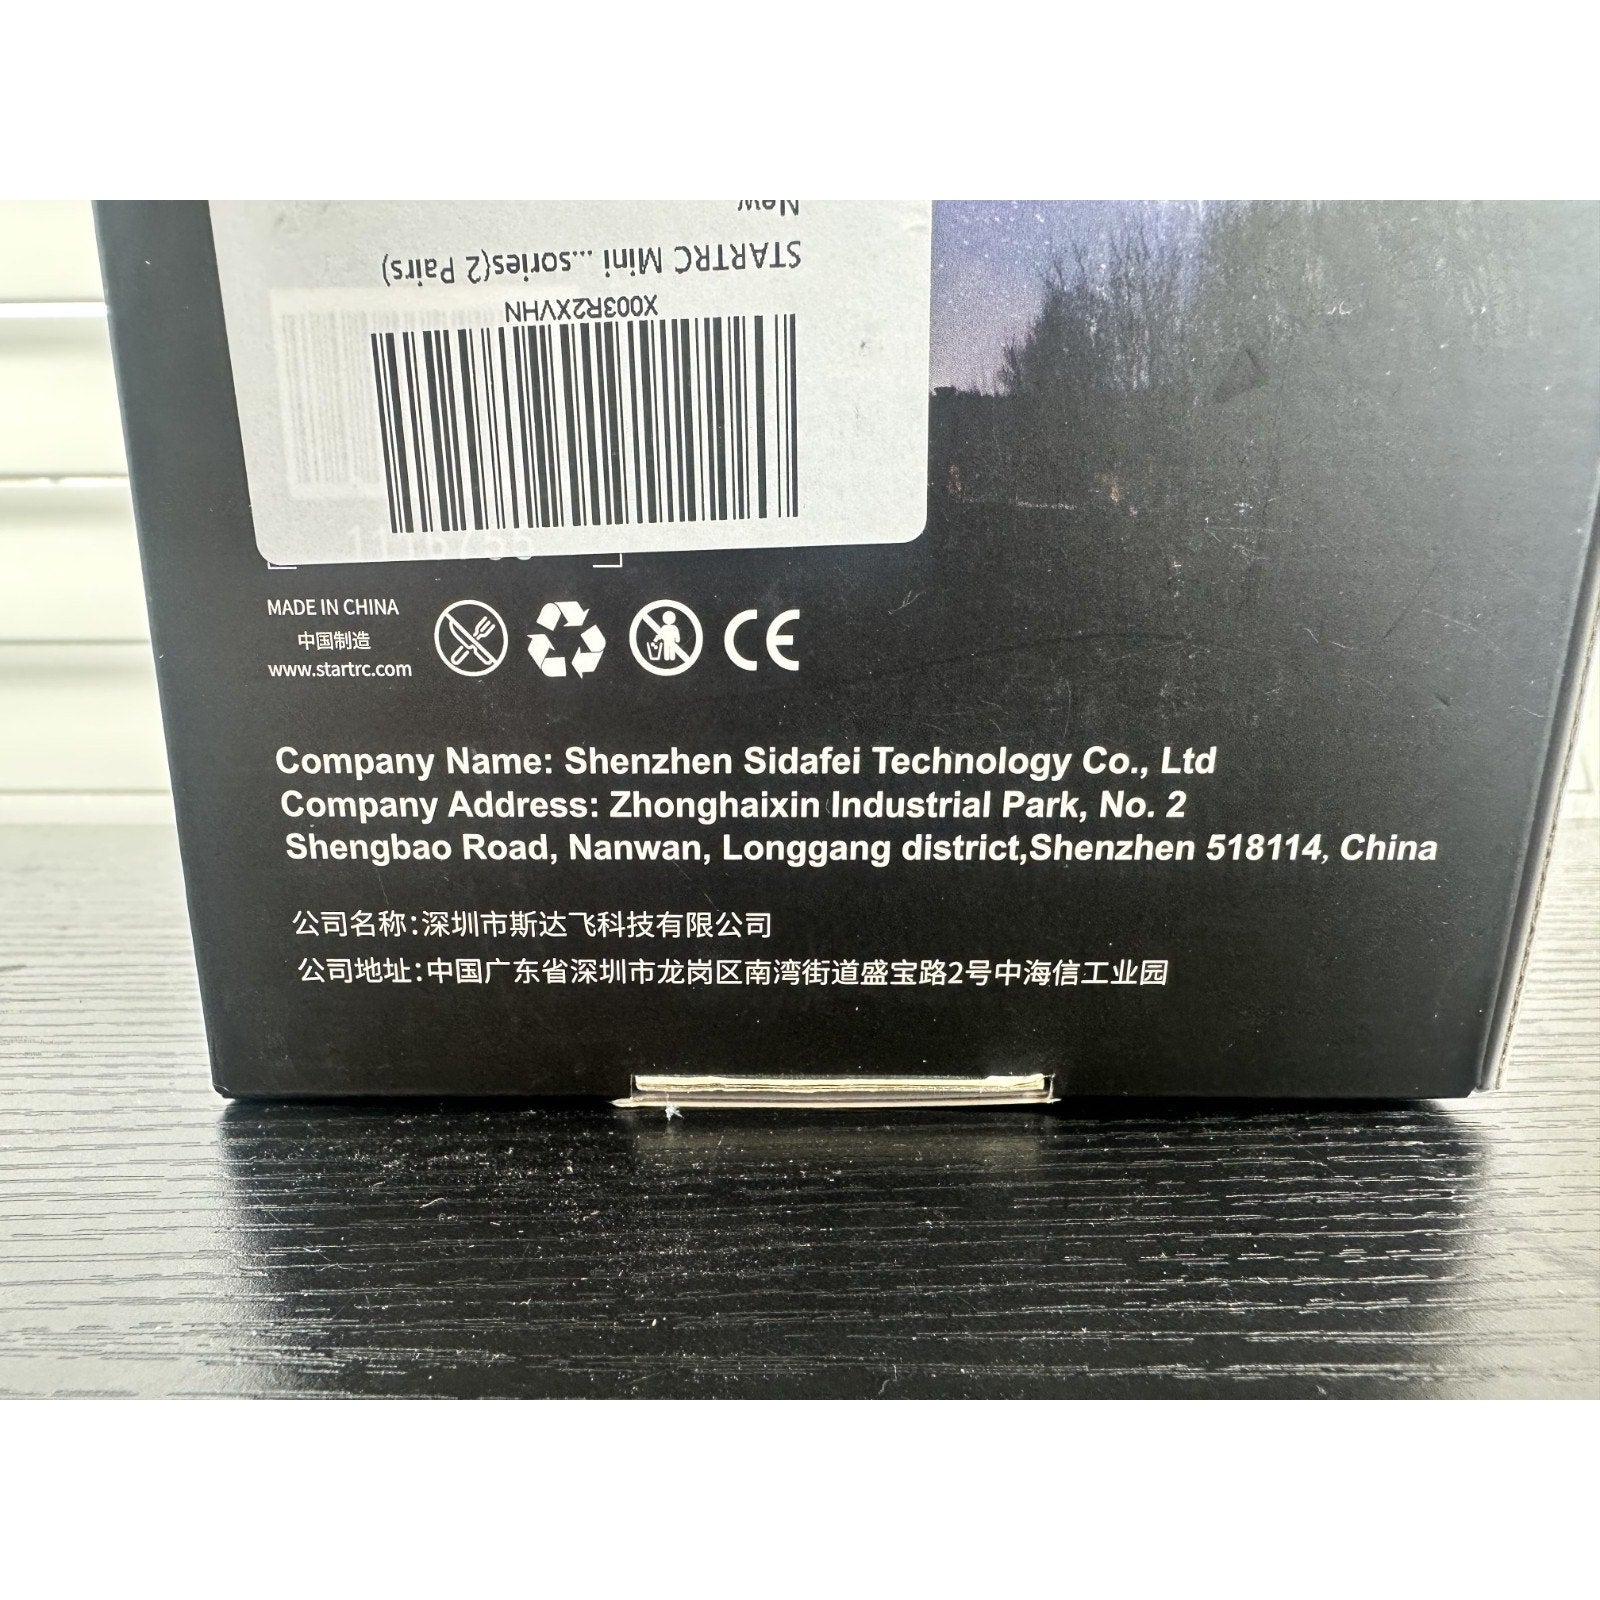 New
STARTRC Mini ...sories(2 Pairs)
X003R2XVHN
MADE IN CHINA
中国制造
www.startrc.com
CE
Company Name: Shenzhen Sidafei Technology Co., Ltd
Company Address: Zhonghaixin Industrial Park, No. 2
Shengbao Road, Nanwan, Longgang district,Shenzhen 518114, China
公司名称:深圳市斯达飞科技有限公司
公司地址:中国广东省深圳市龙岗区南湾街道盛宝路2号中海信工业园